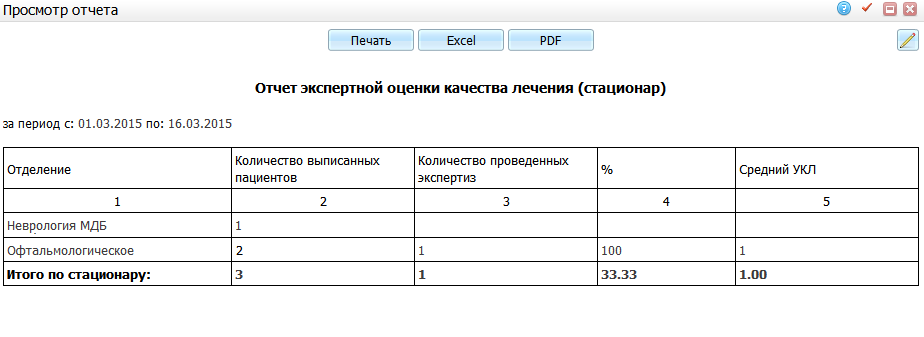 Просмотр отчета
Печать Excel PDF
Отчет экспертной оценки качества лечения (стационар)
за период с: 01.03.2015 по: 16.03.2015
Отделение Количество выписанных пациентов Количество проведенных экспертиз % Средний УКЛ
1 2 3 4 5
Неврология МДБ 1
Офтальмологическое 2 1 100 1
Итого по стационару: 3 1 33.33 1.00